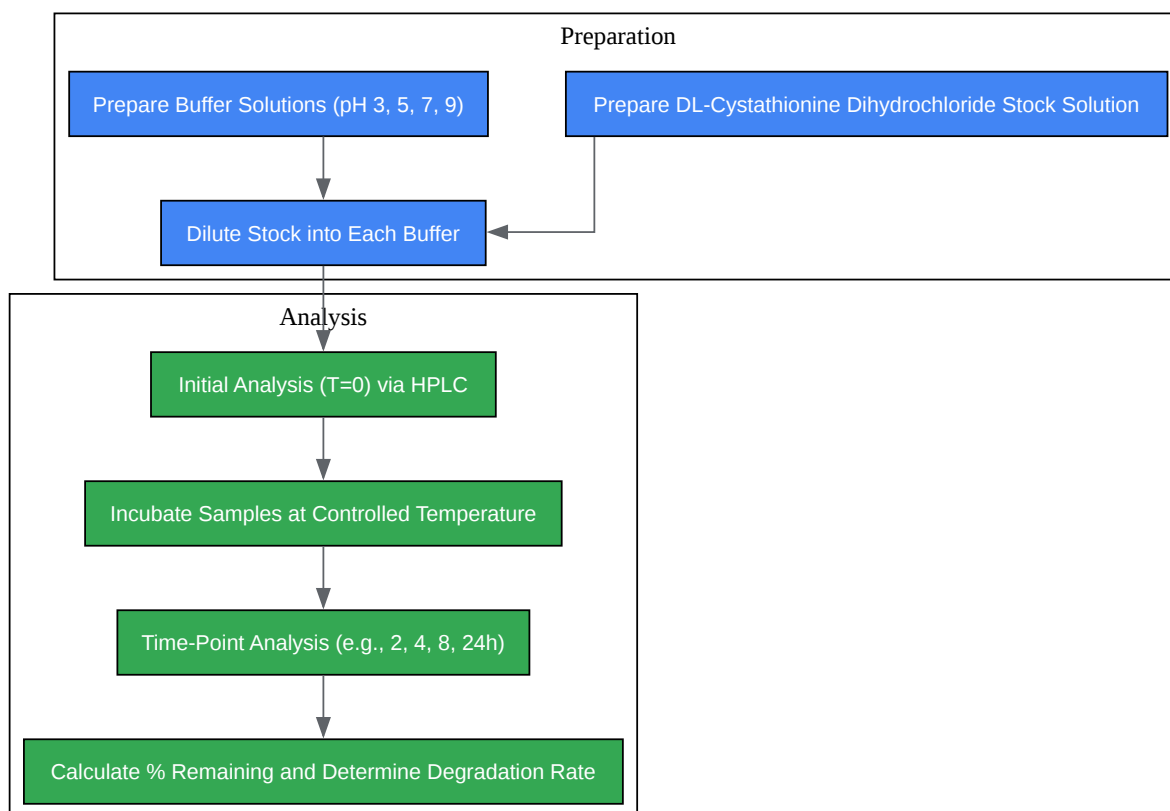 Preparation
Prepare Buffer Solutions (pH 3, 5, 7, 9)
Prepare DL-Cystathionine Dihydrochloride Stock Solution
Dilute Stock into Each Buffer
Analysis
Initial Analysis (T=0) via HPLC
Incubate Samples at Controlled Temperature
Time-Point Analysis (e.g., 2, 4, 8, 24h)
Calculate % Remaining and Determine Degradation Rate